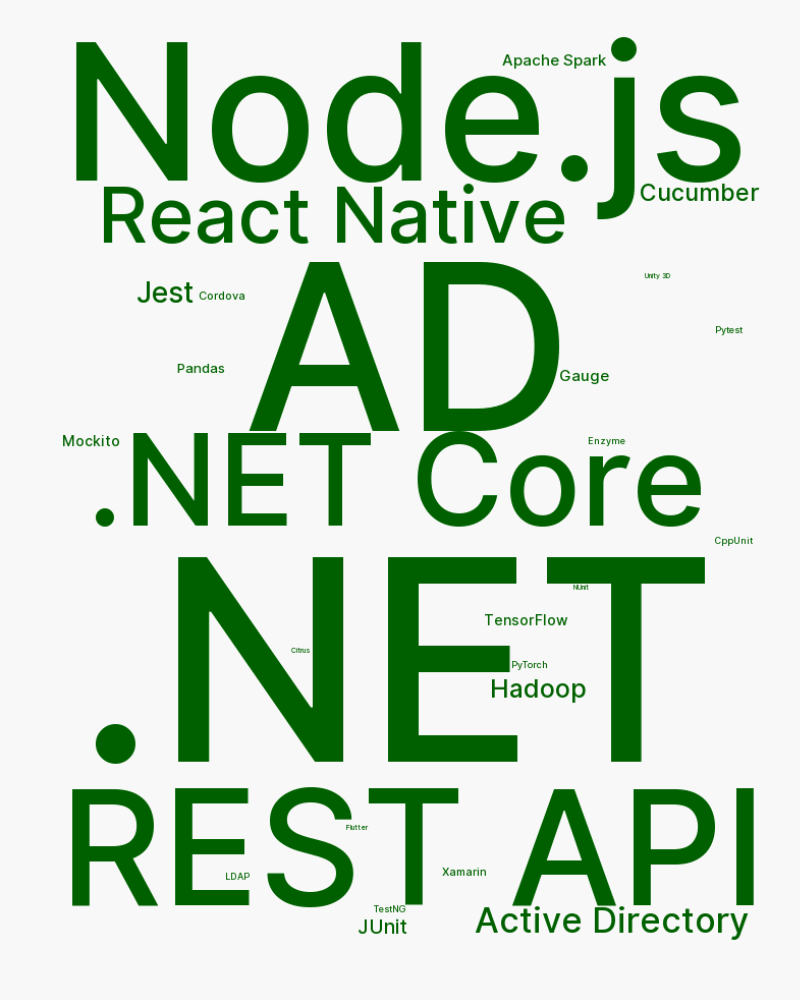 Node.js
Apache Spark
Cucumber
React Native
Unity 3D
AD
Jest
Cordova
Pytest
Pandas
Gauge
Mockito
.NET Core
Enzyme
CppUnit
.NET
NUnit
TensorFlow
Citrus
PyTorch
Hadoop
REST API
Flutter
LDAP
Xamarin
TestNG
JUnit
Active Directory